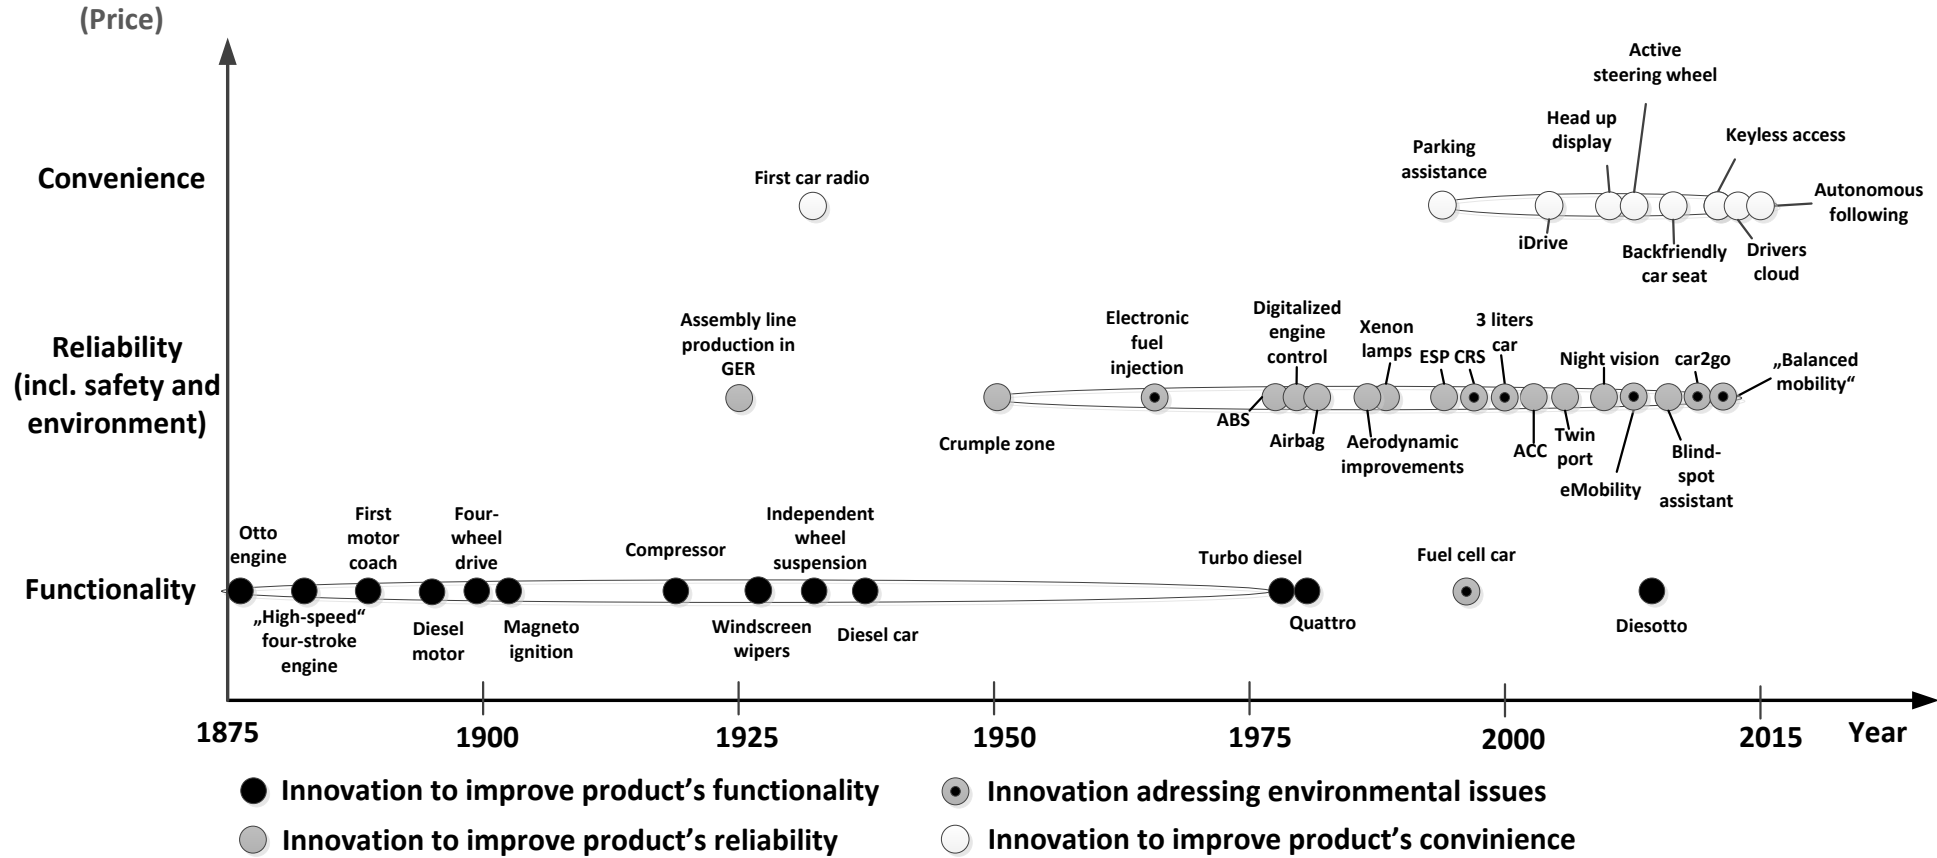 (Price)
Convenience
First car radio
Parking
assistance
iDrive
Head up
display
Active
steering wheel
Backfriendly
car seat
Keyless access
Drivers
cloud
Autonomous
following
Reliability
(incl. safety and
environment)
Assembly line
production in
GER
Crumple zone
Electronic
fuel
injection
ABS
Digitalized
engine
control
Airbag
Xenon
lamps
Aerodynamic
improvements
ESP
CRS
3 liters
car
ACC
Twin
port
Night vision
eMobility
Blind-
spot
assistant
car2go
„Balanced
mobility“
Functionality
Otto
engine
„High-speed“
four-stroke
engine
First
motor
coach
Diesel
motor
Four-
wheel
drive
Magneto
ignition
Compressor
Windscreen
wipers
Independent
wheel
suspension
Diesel car
Turbo diesel
Quattro
Fuel cell car
Diesotto
1875
1900
1925
1950
1975
2000
2015
Year
Innovation to improve product’s functionality
Innovation adressing environmental issues
Innovation to improve product’s reliability
Innovation to improve product’s convinience